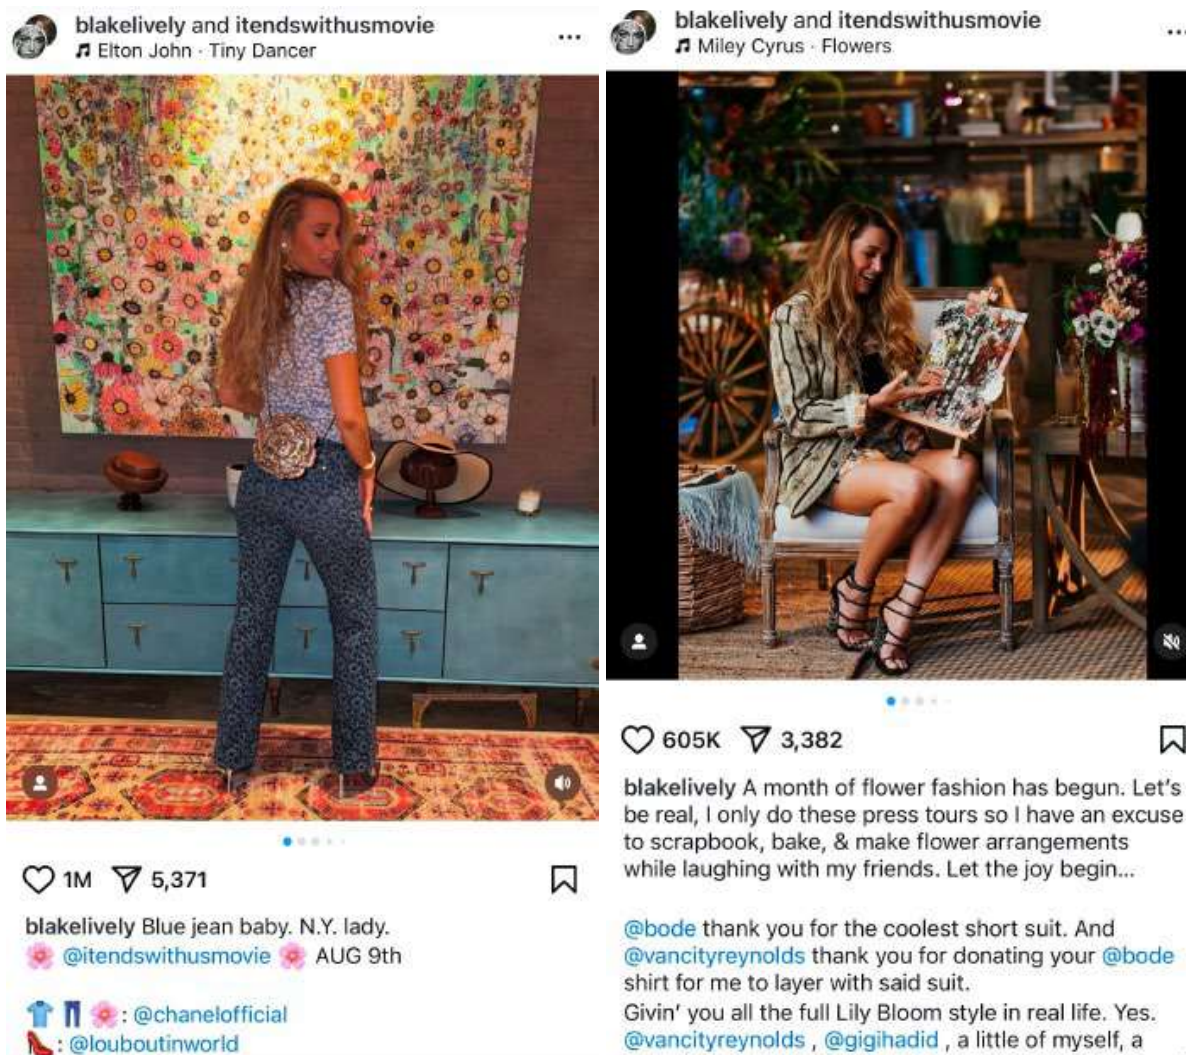 blakelively and itendswithusmovie
Elton John · Tiny Dancer
1M 5,371
blakelively Blue jean baby. N.Y. lady.
🌸 @itendswithusmovie 🌸 AUG 9th
👕👖🌸: @chanelofficial
👠: @louboutinworld
blakelively and itendswithusmovie
Miley Cyrus · Flowers
605K 3,382
blakelively A month of flower fashion has begun. Let's
be real, I only do these press tours so I have an excuse
to scrapbook, bake, & make flower arrangements
while laughing with my friends. Let the joy begin...
@bode thank you for the coolest short suit. And
@vancityreynolds thank you for donating your @bode
shirt for me to layer with said suit.
Givin' you all the full Lily Bloom style in real life. Yes.
@vancityreynolds , @gigihadid , a little of myself, a